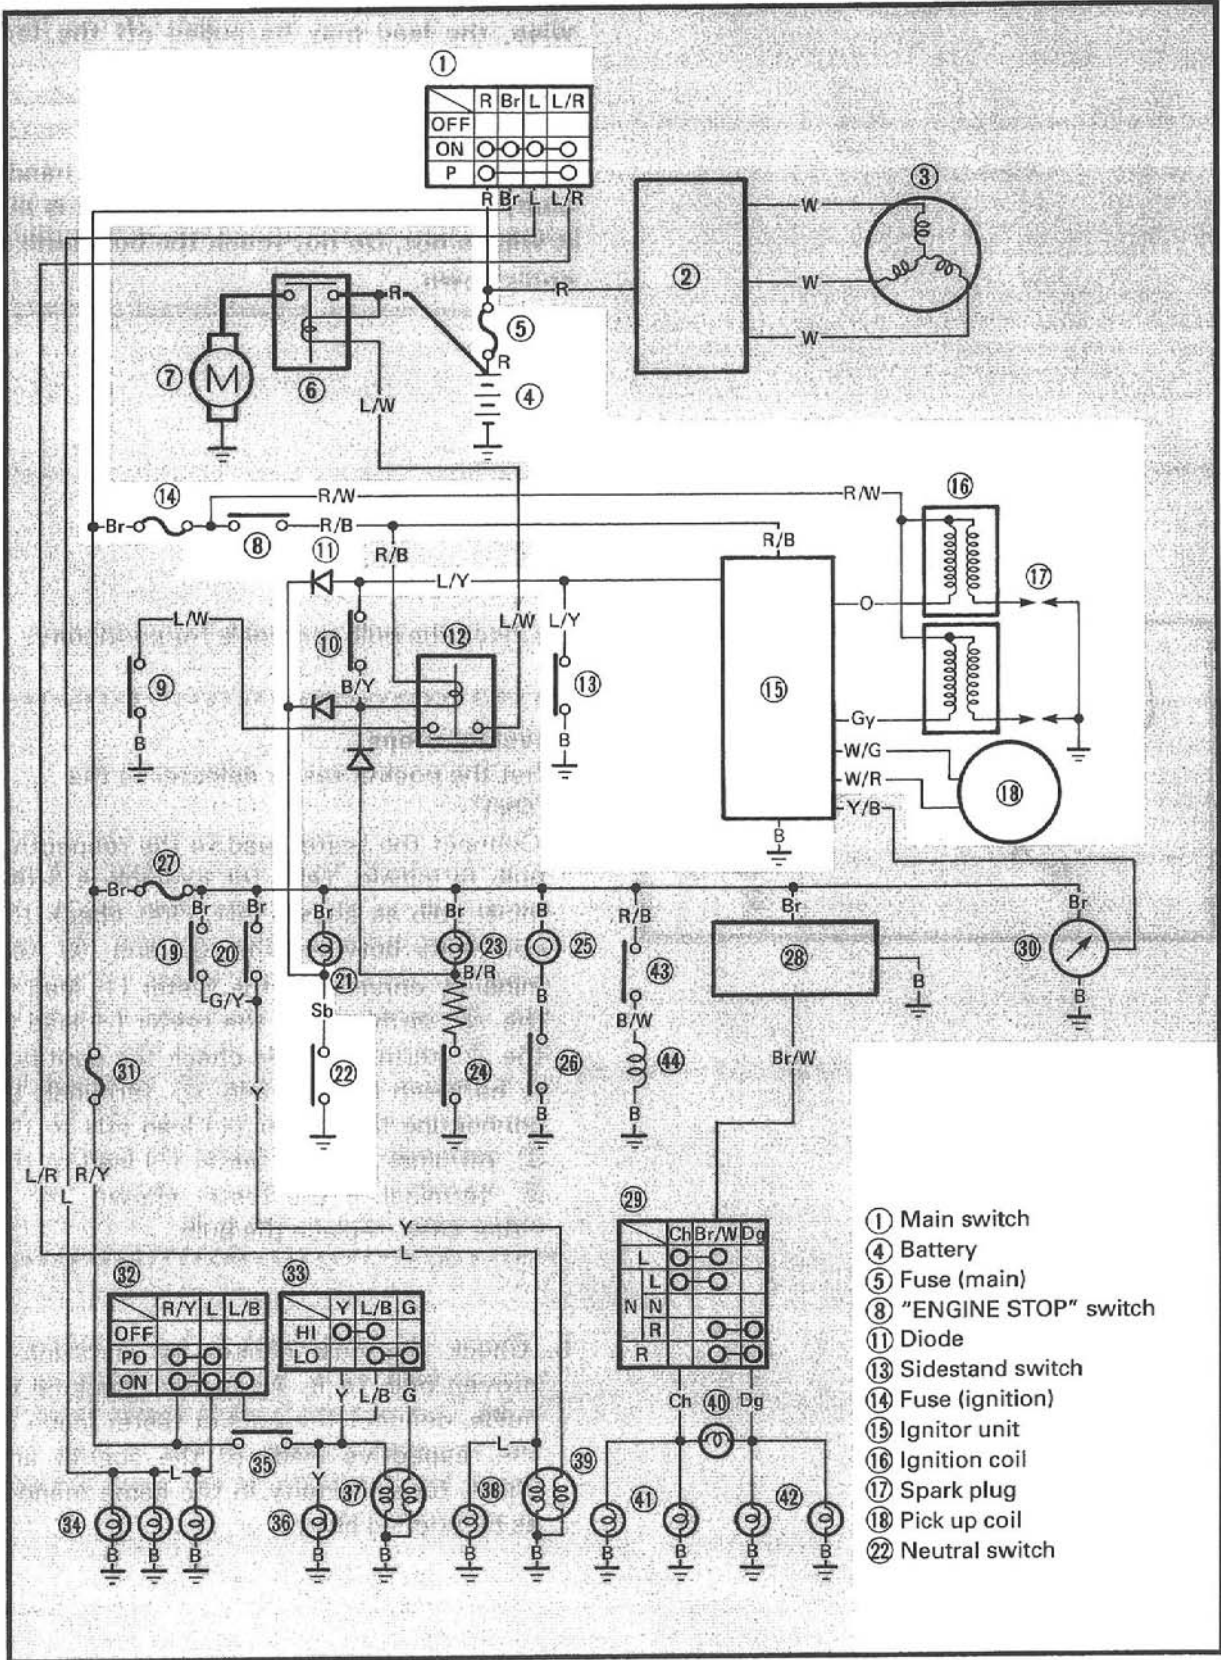 ①
R Br L L/R
OFF
ON
P
R Br L L/R
③
W
②
W
R
W
⑤
R
④
⑦ M
⑥
L/W
R
⑭
R/W
R/W
⑯
Br
⑧
R/B
R/B
R/B
⑪
L/Y
⑰
O
L/W
⑩
L/Y
⑫
L/W
⑨
B/Y
⑬
⑮
B
B
Gy
W/G
W/R
Y/B
⑱
B
㉗
Br
Br Br Br Br B R/B Br Br
⑲ ⑳ ㉑ ㉓ ㉕ ㊸ ㉘ ㉚
B/R
G/Y
B
B
B
Sb
B/W
Br/W
㉛
㉒ ㉔ ㉖ ㊹
Y
B
B
L/R R/Y
L
㉙
Y
L
Ch Br/W Dg
L
L
N N
R
R
㉜
R/Y L L/B
OFF
PO
ON
㉝
Y L/B G
HI
LO
Y L/B G
Ch ㊵ Dg
㉟
L
L
Y
㊲ ㊳ ㊴
㉞ ㊱ ㊶ ㊷
B B B B B B B B B B B
① Main switch
④ Battery
⑤ Fuse (main)
⑧ "ENGINE STOP" switch
⑪ Diode
⑬ Sidestand switch
⑭ Fuse (ignition)
⑮ Ignitor unit
⑯ Ignition coil
⑰ Spark plug
⑱ Pick up coil
㉒ Neutral switch